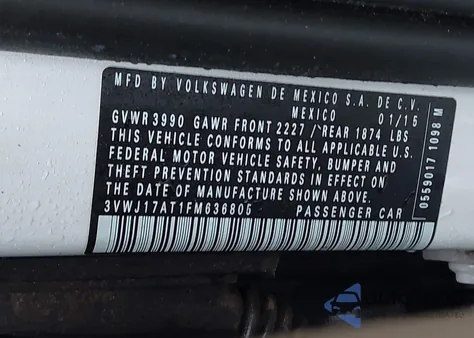 MFD BY VOLKSWAGEN DE MEXICO S.A. DE C.V.
MEXICO 01/15
GVWR 3990 GAWR FRONT 2227 / REAR 1874 LBS
THIS VEHICLE CONFORMS TO ALL APPLICABLE U.S.
FEDERAL MOTOR VEHICLE SAFETY, BUMPER AND
THEFT PREVENTION STANDARDS IN EFFECT ON
THE DATE OF MANUFACTURE SHOWN ABOVE.
3VWJ17AT1FM636805 PASSENGER CAR
0559017 1098 M